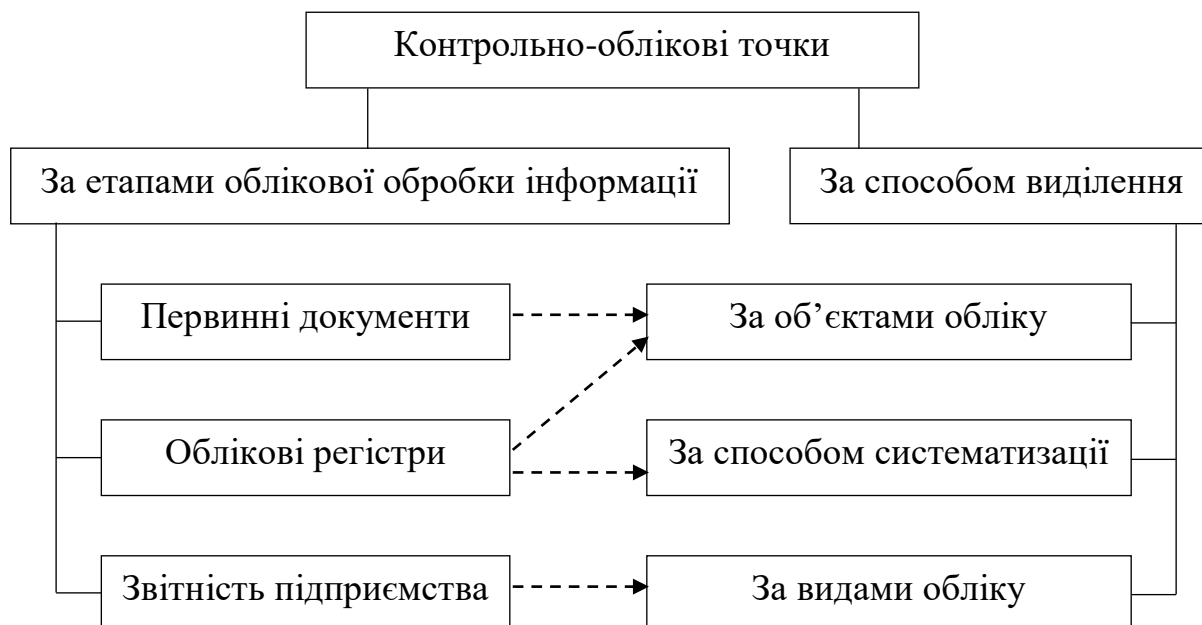 Контрольно-облікові точки
За етапами облікової обробки інформації
За способом виділення
Первинні документи
За об’єктами обліку
Облікові регістри
За способом систематизації
Звітність підприємства
За видами обліку